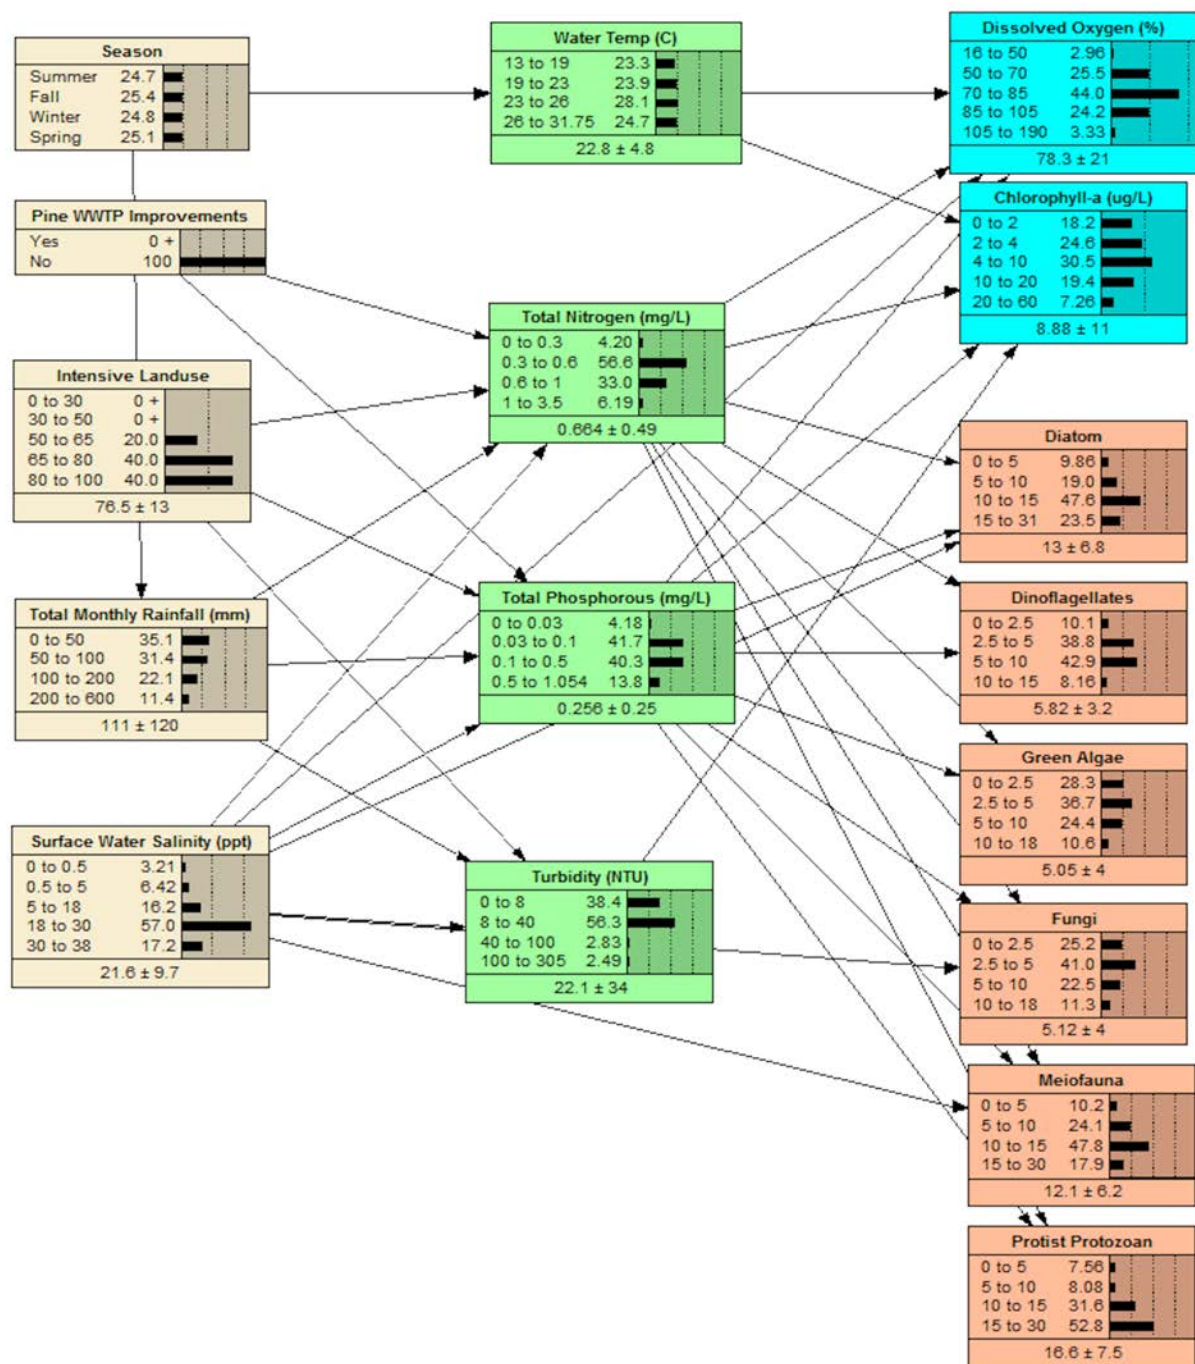 Season
Summer 24.7
Fall 25.4
Winter 24.8
Spring 25.1
Pine WWTP Improvements
Yes 0 +
No 100
Intensive Landuse
0 to 30 0 +
30 to 50 0 +
50 to 65 20.0
65 to 80 40.0
80 to 100 40.0
76.5 ± 13
Total Monthly Rainfall (mm)
0 to 50 35.1
50 to 100 31.4
100 to 200 22.1
200 to 600 11.4
111 ± 120
Surface Water Salinity (ppt)
0 to 0.5 3.21
0.5 to 5 6.42
5 to 18 16.2
18 to 30 57.0
30 to 38 17.2
21.6 ± 9.7
Water Temp (C)
13 to 19 23.3
19 to 23 23.9
23 to 26 28.1
26 to 31.75 24.7
22.8 ± 4.8
Total Nitrogen (mg/L)
0 to 0.3 4.20
0.3 to 0.6 56.6
0.6 to 1 33.0
1 to 3.5 6.19
0.664 ± 0.49
Total Phosphorous (mg/L)
0 to 0.03 4.18
0.03 to 0.1 41.7
0.1 to 0.5 40.3
0.5 to 1.054 13.8
0.256 ± 0.25
Turbidity (NTU)
0 to 8 38.4
8 to 40 56.3
40 to 100 2.83
100 to 305 2.49
22.1 ± 34
Dissolved Oxygen (%)
16 to 50 2.96
50 to 70 25.5
70 to 85 44.0
85 to 105 24.2
105 to 190 3.33
78.3 ± 21
Chlorophyll-a (ug/L)
0 to 2 18.2
2 to 4 24.6
4 to 10 30.5
10 to 20 19.4
20 to 60 7.26
8.88 ± 11
Diatom
0 to 5 9.86
5 to 10 19.0
10 to 15 47.6
15 to 31 23.5
13 ± 6.8
Dinoflagellates
0 to 2.5 10.1
2.5 to 5 38.8
5 to 10 42.9
10 to 15 8.16
5.82 ± 3.2
Green Algae
0 to 2.5 28.3
2.5 to 5 36.7
5 to 10 24.4
10 to 18 10.6
5.05 ± 4
Fungi
0 to 2.5 25.2
2.5 to 5 41.0
5 to 10 22.5
10 to 18 11.3
5.12 ± 4
Meiofauna
0 to 5 10.2
5 to 10 24.1
10 to 15 47.8
15 to 30 17.9
12.1 ± 6.2
Protist Protozoan
0 to 5 7.56
5 to 10 8.08
10 to 15 31.6
15 to 30 52.8
16.6 ± 7.5